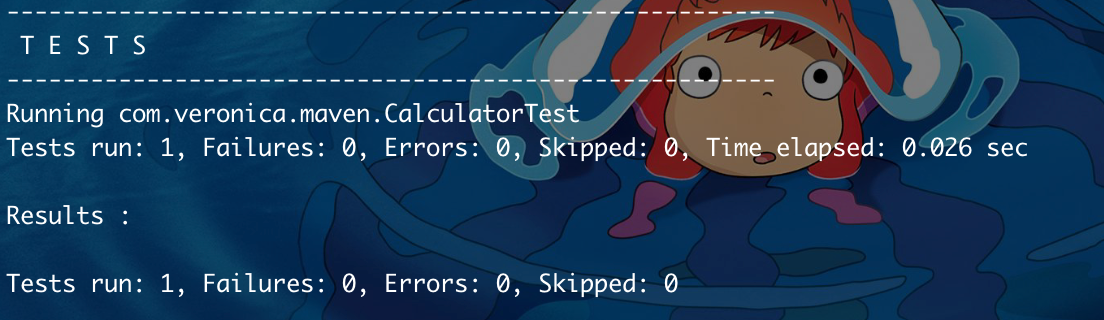 -------------------------------------------------------
T E S T S
-------------------------------------------------------
Running com.veronica.maven.CalculatorTest
Tests run: 1, Failures: 0, Errors: 0, Skipped: 0, Time elapsed: 0.026 sec
Results :
Tests run: 1, Failures: 0, Errors: 0, Skipped: 0